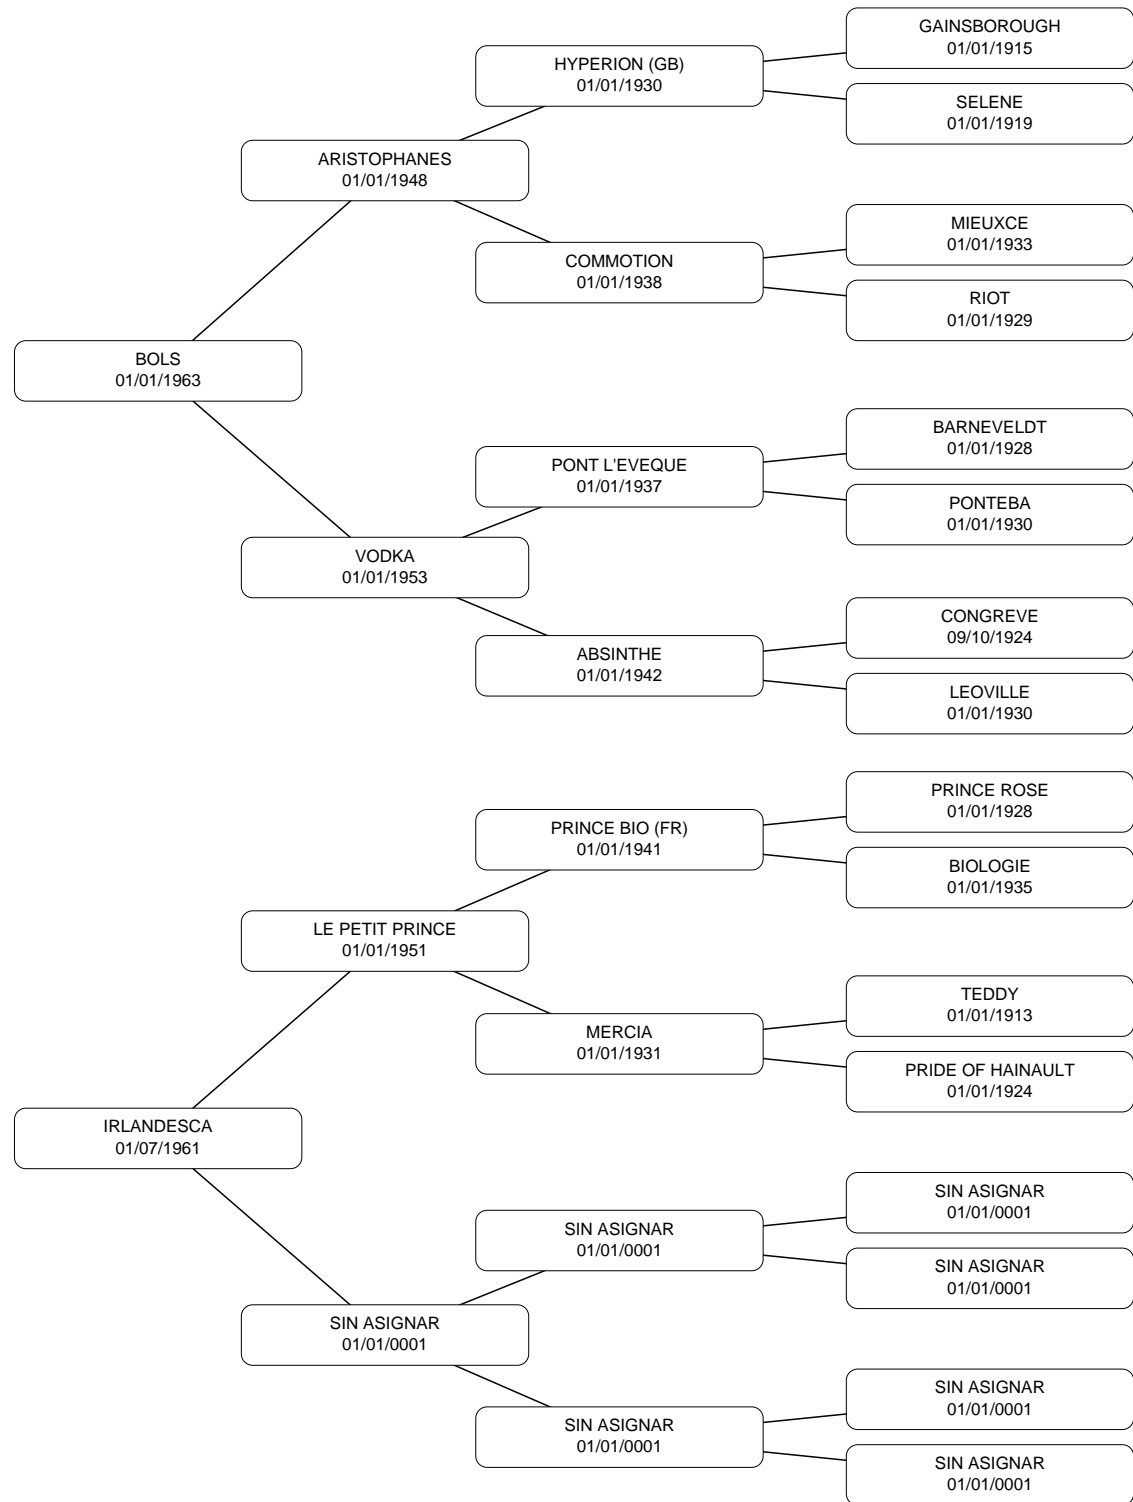 GAINSBOROUGH
01/01/1915
HYPERION (GB)
01/01/1930
SELENE
01/01/1919
ARISTOPHANES
01/01/1948
MIEUXCE
01/01/1933
COMMOTION
01/01/1938
RIOT
01/01/1929
BOLS
01/01/1963
BARNEVELDT
01/01/1928
PONT L'EVEQUE
01/01/1937
PONTEBA
01/01/1930
VODKA
01/01/1953
CONGREVE
09/10/1924
ABSINTHE
01/01/1942
LEOVILLE
01/01/1930
PRINCE ROSE
01/01/1928
PRINCE BIO (FR)
01/01/1941
BIOLOGIE
01/01/1935
LE PETIT PRINCE
01/01/1951
TEDDY
01/01/1913
MERCIA
01/01/1931
PRIDE OF HAINAULT
01/01/1924
IRLANDESCA
01/07/1961
SIN ASIGNAR
01/01/0001
SIN ASIGNAR
01/01/0001
SIN ASIGNAR
01/01/0001
SIN ASIGNAR
01/01/0001
SIN ASIGNAR
01/01/0001
SIN ASIGNAR
01/01/0001
SIN ASIGNAR
01/01/0001